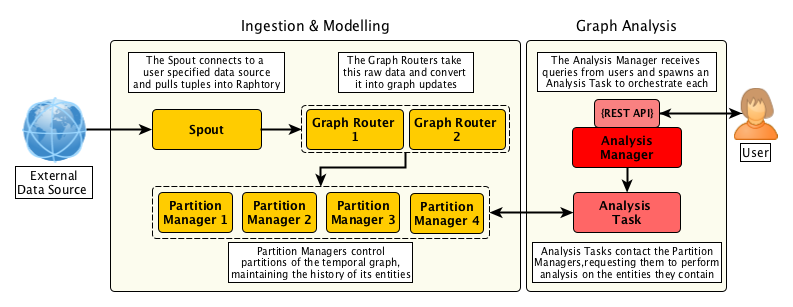 Ingestion & Modelling
Graph Analysis
The Spout connects to a
user specified data source
and pulls tuples into Raphtory
The Graph Routers take
this raw data and convert
it into graph updates
The Analysis Manager receives
queries from users and spawns an
Analysis Task to orchestrate each
External
Data Source
Spout
Graph Router
1
Graph Router
2
{REST API}
Analysis
Manager
User
Partition
Manager 1
Partition
Manager 2
Partition
Manager 3
Partition
Manager 4
Analysis
Task
Partition Managers control
partitions of the temporal graph,
maintaining the history of its entities
Analysis Tasks contact the Partition
Managers,requesting them to perform
analysis on the entities they contain